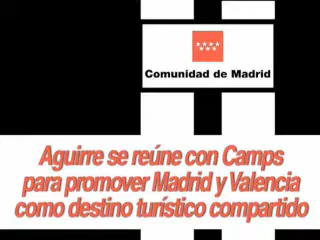 Comunidad de Madrid
Aguirre se reúne con Camps
para promover Madrid y Valencia
como destino turístico compartido